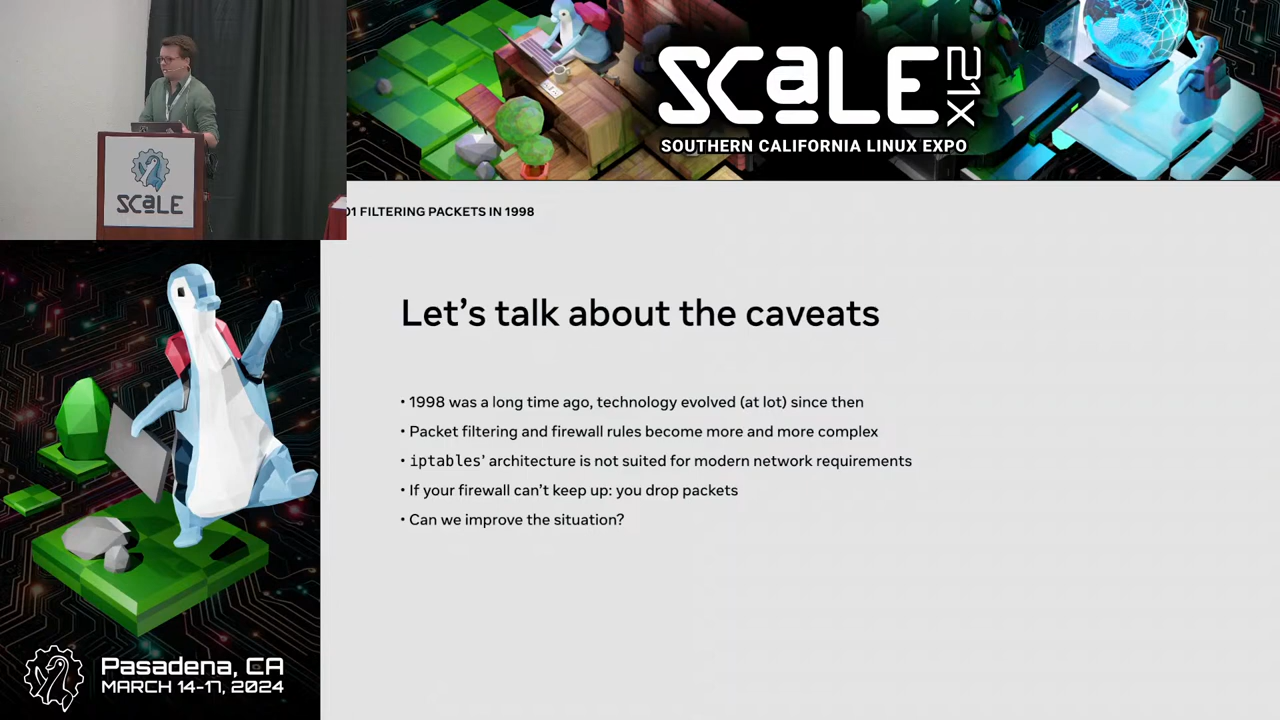 SCaLE 21X
SOUTHERN CALIFORNIA LINUX EXPO
SCaLE
01 FILTERING PACKETS IN 1998
Let's talk about the caveats
• 1998 was a long time ago, technology evolved (at lot) since then
• Packet filtering and firewall rules become more and more complex
• iptables' architecture is not suited for modern network requirements
• If your firewall can't keep up: you drop packets
• Can we improve the situation?
Pasadena, CA
MARCH 14-17, 2024